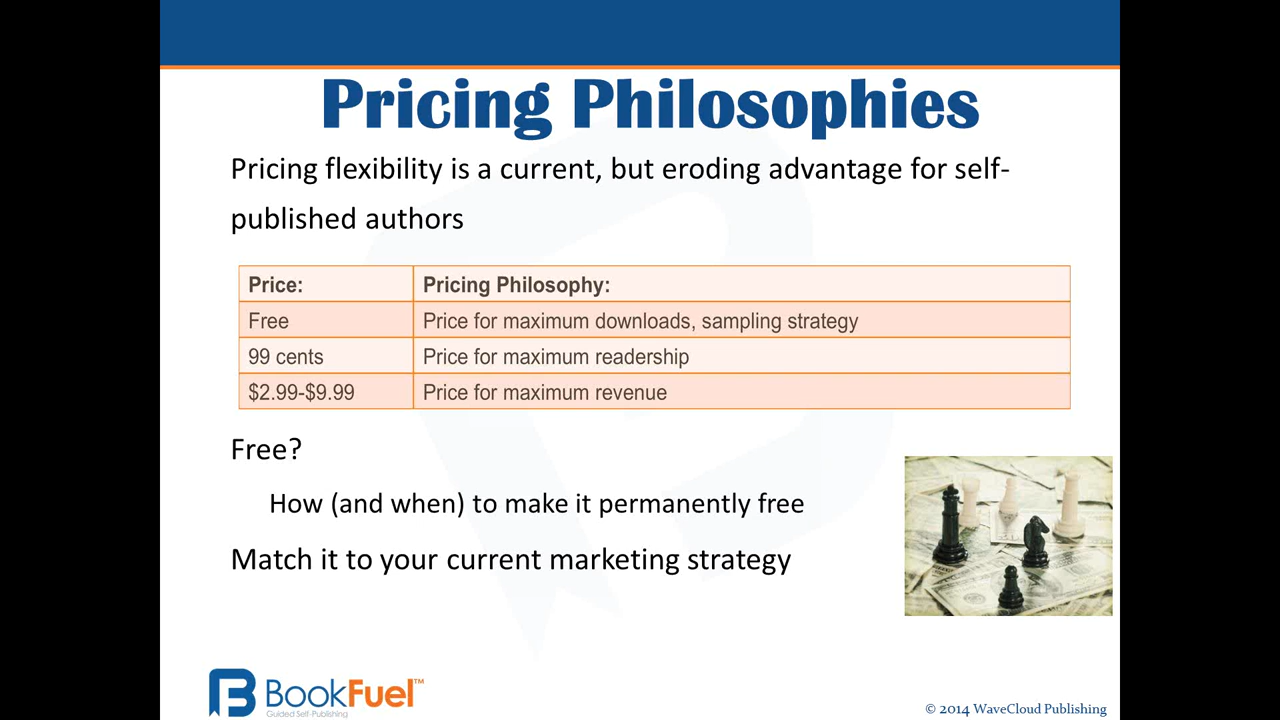 Pricing Philosophies
Pricing flexibility is a current, but eroding advantage for self-
published authors
Price: Pricing Philosophy:
Free Price for maximum downloads, sampling strategy
99 cents Price for maximum readership
$2.99-$9.99 Price for maximum revenue
Free?
How (and when) to make it permanently free
Match it to your current marketing strategy
BookFuel™
Guided Self-Publishing
© 2014 WaveCloud Publishing